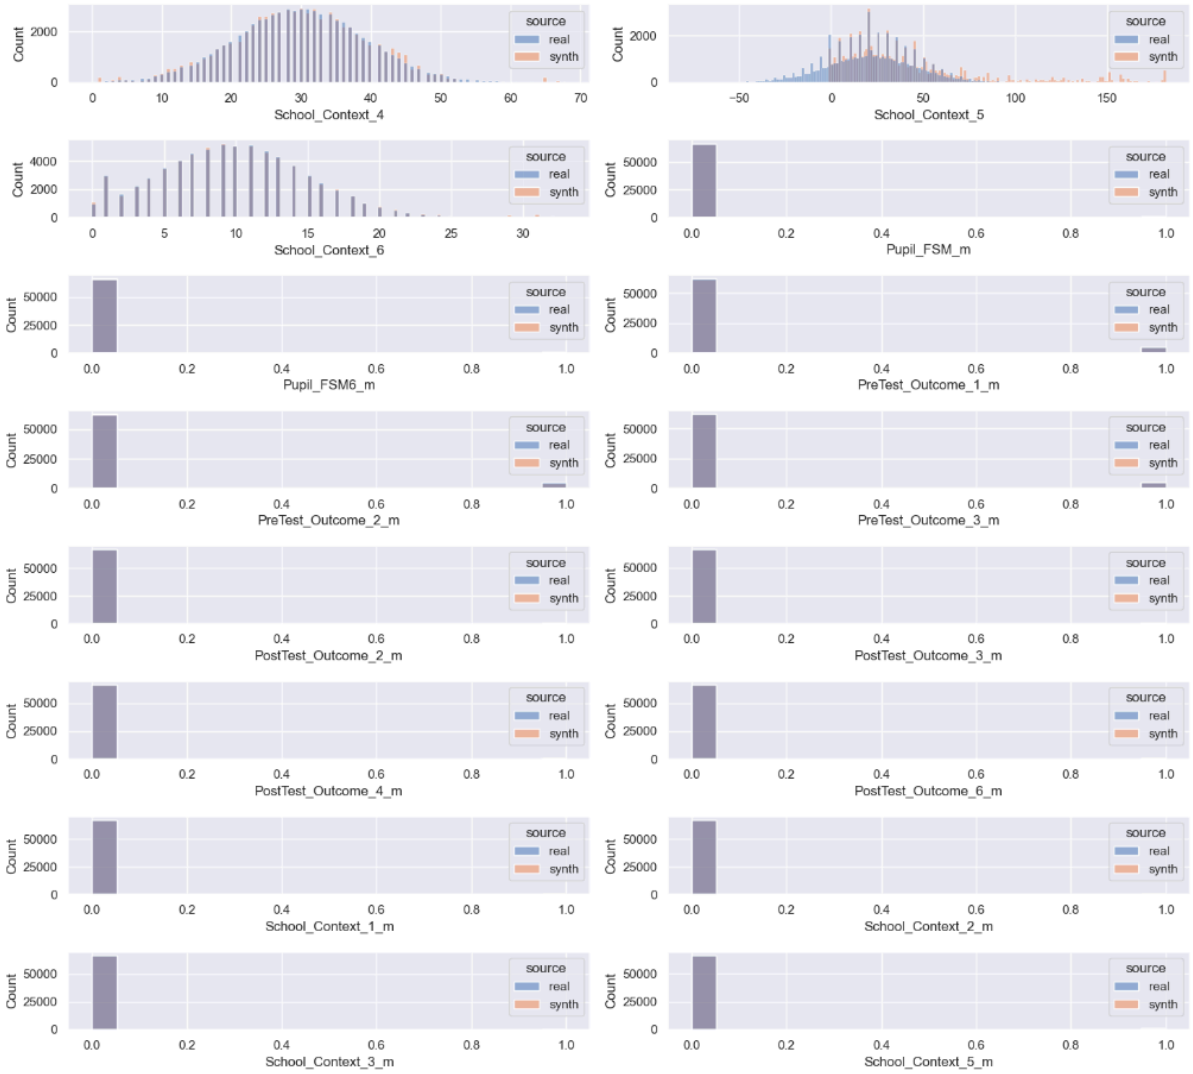 Count
2000
0
source
real
synth
0 10 20 30 40 50 60 70
School_Context_4
Count
2000
0
source
real
synth
−50 0 50 100 150
School_Context_5
Count
4000
2000
0
source
real
synth
0 5 10 15 20 25 30
School_Context_6
Count
50000
25000
0
source
real
synth
0.0 0.2 0.4 0.6 0.8 1.0
Pupil_FSM_m
Count
50000
25000
0
source
real
synth
0.0 0.2 0.4 0.6 0.8 1.0
Pupil_FSM6_m
Count
50000
25000
0
source
real
synth
0.0 0.2 0.4 0.6 0.8 1.0
PreTest_Outcome_1_m
Count
50000
25000
0
source
real
synth
0.0 0.2 0.4 0.6 0.8 1.0
PreTest_Outcome_2_m
Count
50000
25000
0
source
real
synth
0.0 0.2 0.4 0.6 0.8 1.0
PreTest_Outcome_3_m
Count
50000
25000
0
source
real
synth
0.0 0.2 0.4 0.6 0.8 1.0
PostTest_Outcome_2_m
Count
50000
25000
0
source
real
synth
0.0 0.2 0.4 0.6 0.8 1.0
PostTest_Outcome_3_m
Count
50000
25000
0
source
real
synth
0.0 0.2 0.4 0.6 0.8 1.0
PostTest_Outcome_4_m
Count
50000
25000
0
source
real
synth
0.0 0.2 0.4 0.6 0.8 1.0
PostTest_Outcome_6_m
Count
50000
25000
0
source
real
synth
0.0 0.2 0.4 0.6 0.8 1.0
School_Context_1_m
Count
50000
25000
0
source
real
synth
0.0 0.2 0.4 0.6 0.8 1.0
School_Context_2_m
Count
50000
25000
0
source
real
synth
0.0 0.2 0.4 0.6 0.8 1.0
School_Context_3_m
Count
50000
25000
0
source
real
synth
0.0 0.2 0.4 0.6 0.8 1.0
School_Context_5_m